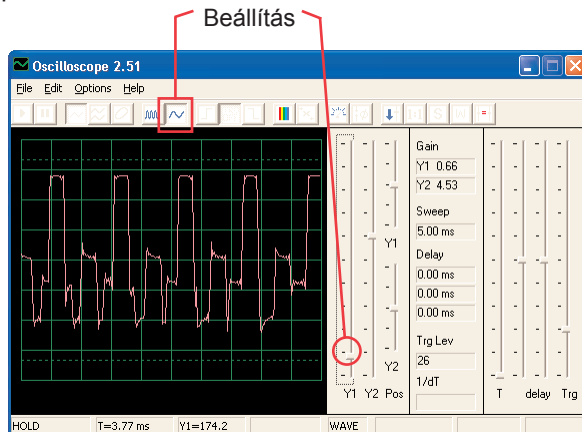 Beállítás
Oscilloscope 2.51
File Edit Options Help
1:1 S W =
Gain
Y1 0.66
Y2 4.53
Sweep
5.00 ms
Y1
Delay
0.00 ms
0.00 ms
0.00 ms
Trg Lev
26
Y2
1/dT
Y1 Y2 Pos
T delay Trg
HOLD T=3.77 ms Y1=174.2 WAVE